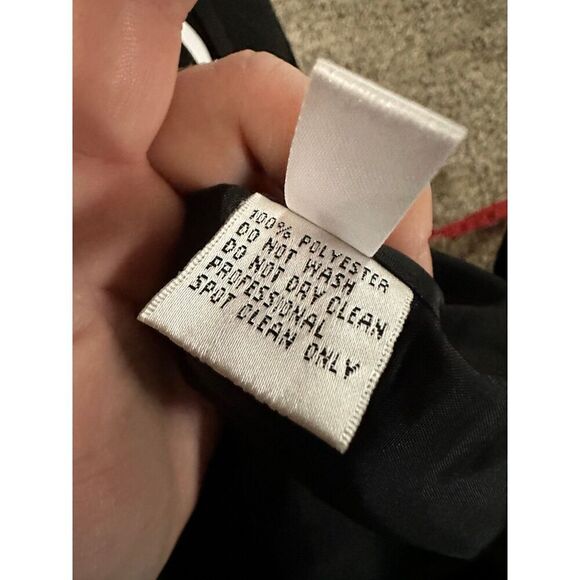 100% POLYESTER
DO NOT WASH
DO NOT DRY CLEAN
PROFESSIONAL
SPOT CLEAN ONLY